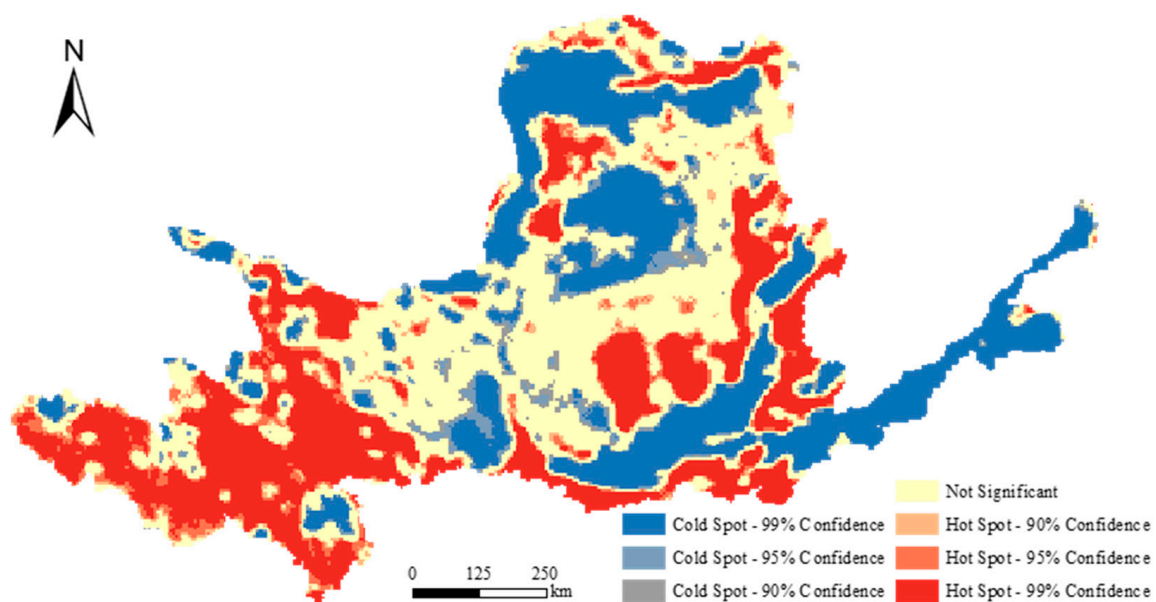 N
Not Significant
Cold Spot - 99% Confidence
Hot Spot - 90% Confidence
Cold Spot - 95% Confidence
Hot Spot - 95% Confidence
Cold Spot - 90% Confidence
Hot Spot - 99% Confidence
0 125 250
km